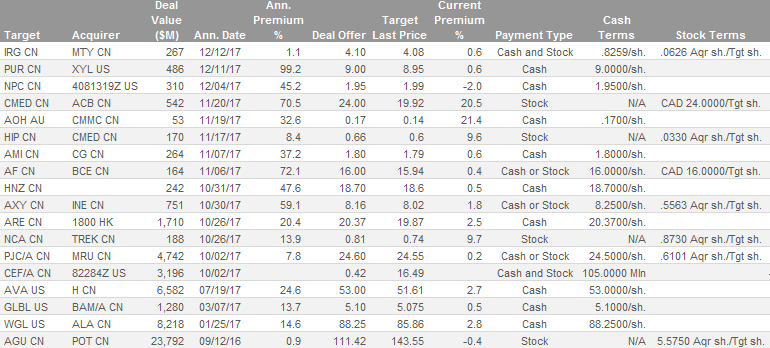 Deal Ann. Target Current
Value Premium Last Price Premium Cash
Target Acquirer ($M) Ann. Date % Deal Offer % Payment Type Terms Stock Terms
IRG CN MTY CN 267 12/12/17 1.1 4.10 4.08 0.6 Cash and Stock .8259/sh. .0626 Aqr sh./Tgt sh.
PUR CN XYL US 486 12/11/17 99.2 9.00 8.95 0.6 Cash 9.0000/sh.
NPC CN 4081319Z US 310 12/04/17 45.2 1.95 1.99 -2.0 Cash 1.9500/sh.
CMED CN ACB CN 542 11/20/17 70.5 24.00 19.92 20.5 Stock N/A CAD 24.0000/Tgt sh.
AOH AU CMMC CN 53 11/19/17 32.6 0.17 0.14 21.4 Cash .1700/sh.
HIP CN CMED CN 170 11/17/17 8.4 0.66 0.6 9.6 Stock N/A .0330 Aqr sh./Tgt sh.
AMI CN CG CN 264 11/07/17 37.2 1.80 1.79 0.6 Cash 1.8000/sh.
AF CN BCE CN 164 11/06/17 72.1 16.00 15.94 0.4 Cash or Stock 16.0000/sh. CAD 16.0000/Tgt sh.
HNZ CN 242 10/31/17 47.6 18.70 18.6 0.5 Cash 18.7000/sh.
AXY CN INE CN 751 10/30/17 59.1 8.16 8.02 1.8 Cash or Stock 8.2500/sh. .5563 Aqr sh./Tgt sh.
ARE CN 1800 HK 1,710 10/26/17 20.4 20.37 19.87 2.5 Cash 20.3700/sh.
NCA CN TREK CN 188 10/26/17 13.9 0.81 0.74 9.7 Stock N/A .8730 Aqr sh./Tgt sh.
PJC/A CN MRU CN 4,742 10/02/17 7.8 24.60 24.55 0.2 Cash or Stock 24.5000/sh. .6101 Aqr sh./Tgt sh.
CEF/A CN 82284Z US 3,196 10/02/17 0.42 16.49 Cash and Stock 105.0000 Mln
AVA US H CN 6,582 07/19/17 24.6 53.00 51.61 2.7 Cash 53.0000/sh.
GLBL US BAM/A CN 1,280 03/07/17 13.7 5.10 5.075 0.5 Cash 5.1000/sh.
WGL US ALA CN 8,218 01/25/17 14.6 88.25 85.86 2.8 Cash 88.2500/sh.
AGU CN POT CN 23,792 09/12/16 0.9 111.42 143.55 -0.4 Stock N/A 5.5750 Aqr sh./Tgt sh.